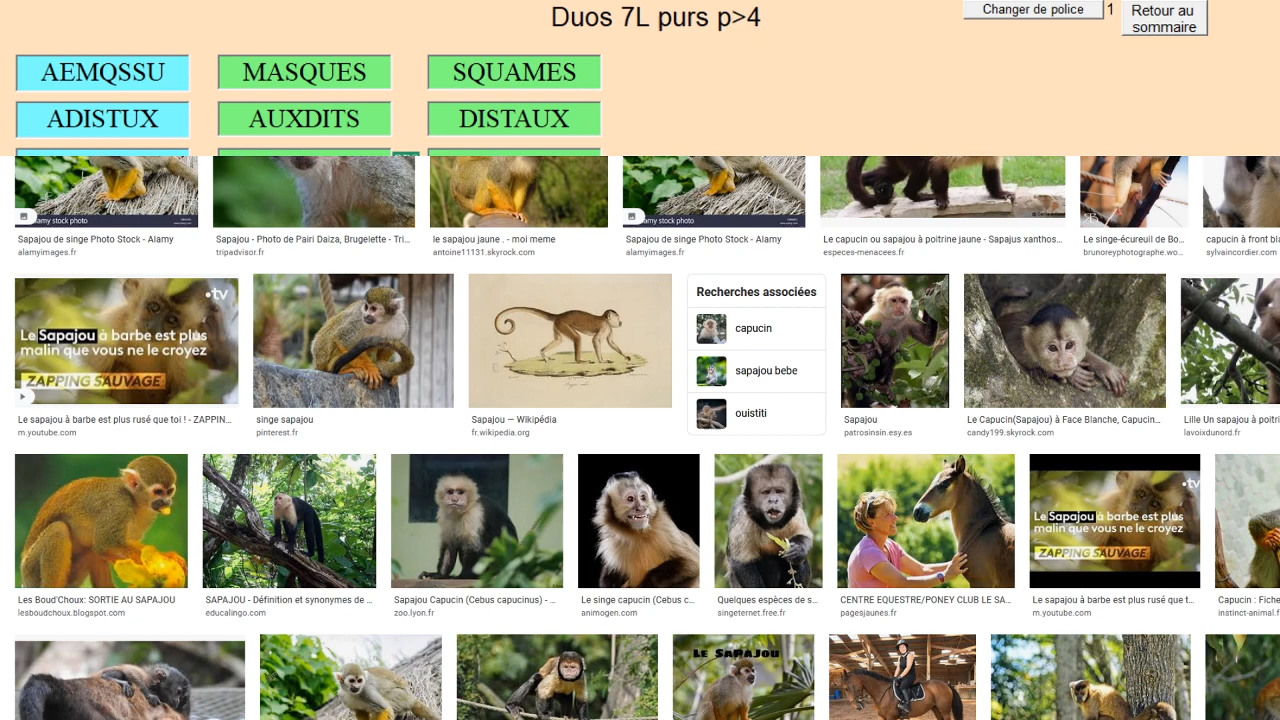 Duos 7L purs p>4
Changer de police
1
Retour au
sommaire
AEMQSSU
MASQUES
SQUAMES
ADISTUX
AUXDITS
DISTAUX
alamy stock photo
alamy stock photo
Sapajou de singe Photo Stock - Alamy
alamyimages.fr
Sapajou - Photo de Pairi Daiza, Brugelette - Tri...
tripadvisor.fr
le sapajou jaune . - moi meme
antoine11131.skyrock.com
Sapajou de singe Photo Stock - Alamy
alamyimages.fr
Le capucin ou sapajou à poitrine jaune - Sapajus xanthos...
especes-menacees.fr
Le singe-écureuil de Bo...
brunoreyphotographe.wo...
capucin à front bla
sylvaincordier.com
•tv
Le Sapajou à barbe est plus
malin que vous ne le croyez
ZAPPING SAUVAGE
Recherches associées
capucin
sapajou bebe
ouistiti
Le sapajou à barbe est plus rusé que toi ! - ZAPPIN...
m.youtube.com
singe sapajou
pinterest.fr
Sapajou — Wikipédia
fr.wikipedia.org
Sapajou
patrosinsin.esy.es
Le Capucin(Sapajou) à Face Blanche, Capucin...
candy199.skyrock.com
Lille Un sapajou à poitri
lavoixdunord.fr
•tv
Le Sapajou à barbe est plus
malin que vous ne le croyez
ZAPPING SAUVAGE
Les Boud'Choux: SORTIE AU SAPAJOU
lesboudchoux.blogspot.com
SAPAJOU - Définition et synonymes de ...
educalingo.com
Sapajou Capucin (Cebus capucinus) - ...
zoo.lyon.fr
Le singe capucin (Cebus c...
animogen.com
Quelques espèces de s...
singeternet.free.fr
CENTRE EQUESTRE/PONEY CLUB LE SA...
pagesjaunes.fr
Le sapajou à barbe est plus rusé que t...
m.youtube.com
Capucin : Fiche
instinct-animal.f
LE SAPAJOU